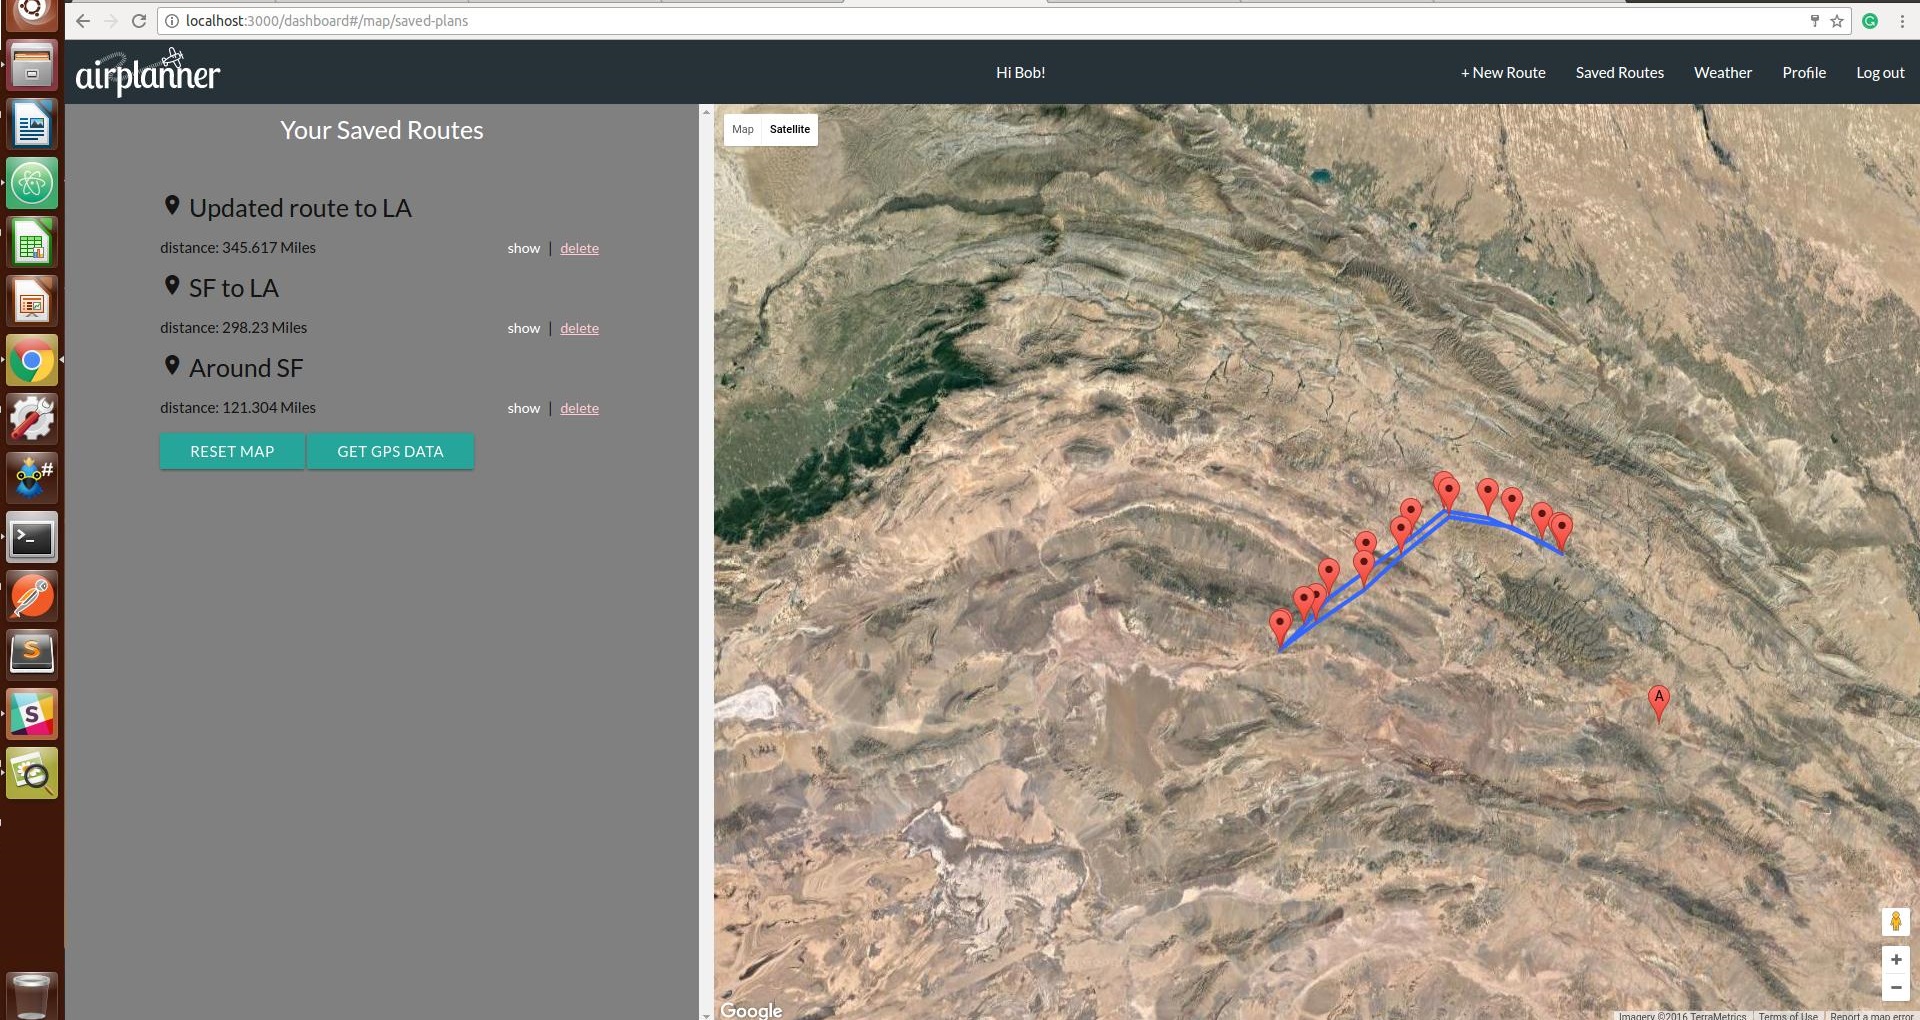 localhost:3000/dashboard#/map/saved-plans
airplanner
Hi Bob!
+ New Route
Saved Routes
Weather
Profile
Log out
Your Saved Routes
Updated route to LA
distance: 345.617 Miles
show | delete
SF to LA
distance: 298.23 Miles
show | delete
Around SF
distance: 121.304 Miles
show | delete
RESET MAP
GET GPS DATA
Map
Satellite
A
#
>_
S
S
G
+
−
Google
Imagery ©2016 TerraMetrics
Terms of Use
Report a map error